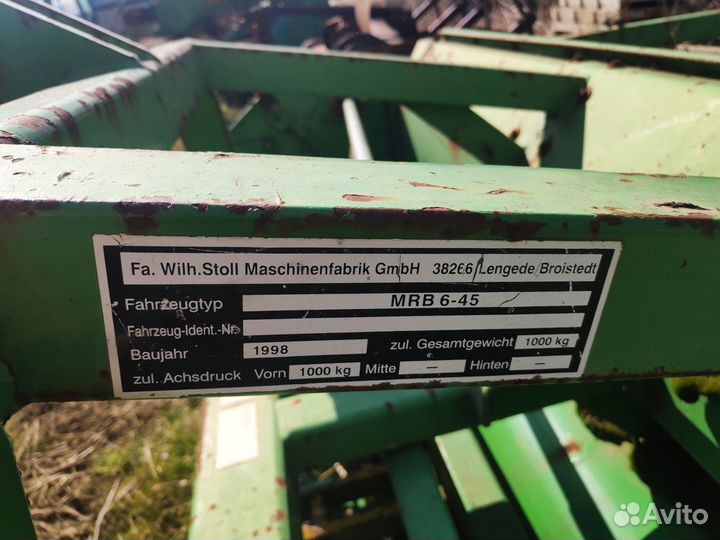 Fa. Wilh.Stoll Maschinenfabrik GmbH 38266/Lengede/Broistedt
Fahrzeugtyp MRB 6-45
Fahrzeug-Ident.-Nr.
Baujahr 1998 zul. Gesamtgewicht 1000 kg
zul. Achsdruck Vorn 1000 kg Mitte — Hinten —
Avito